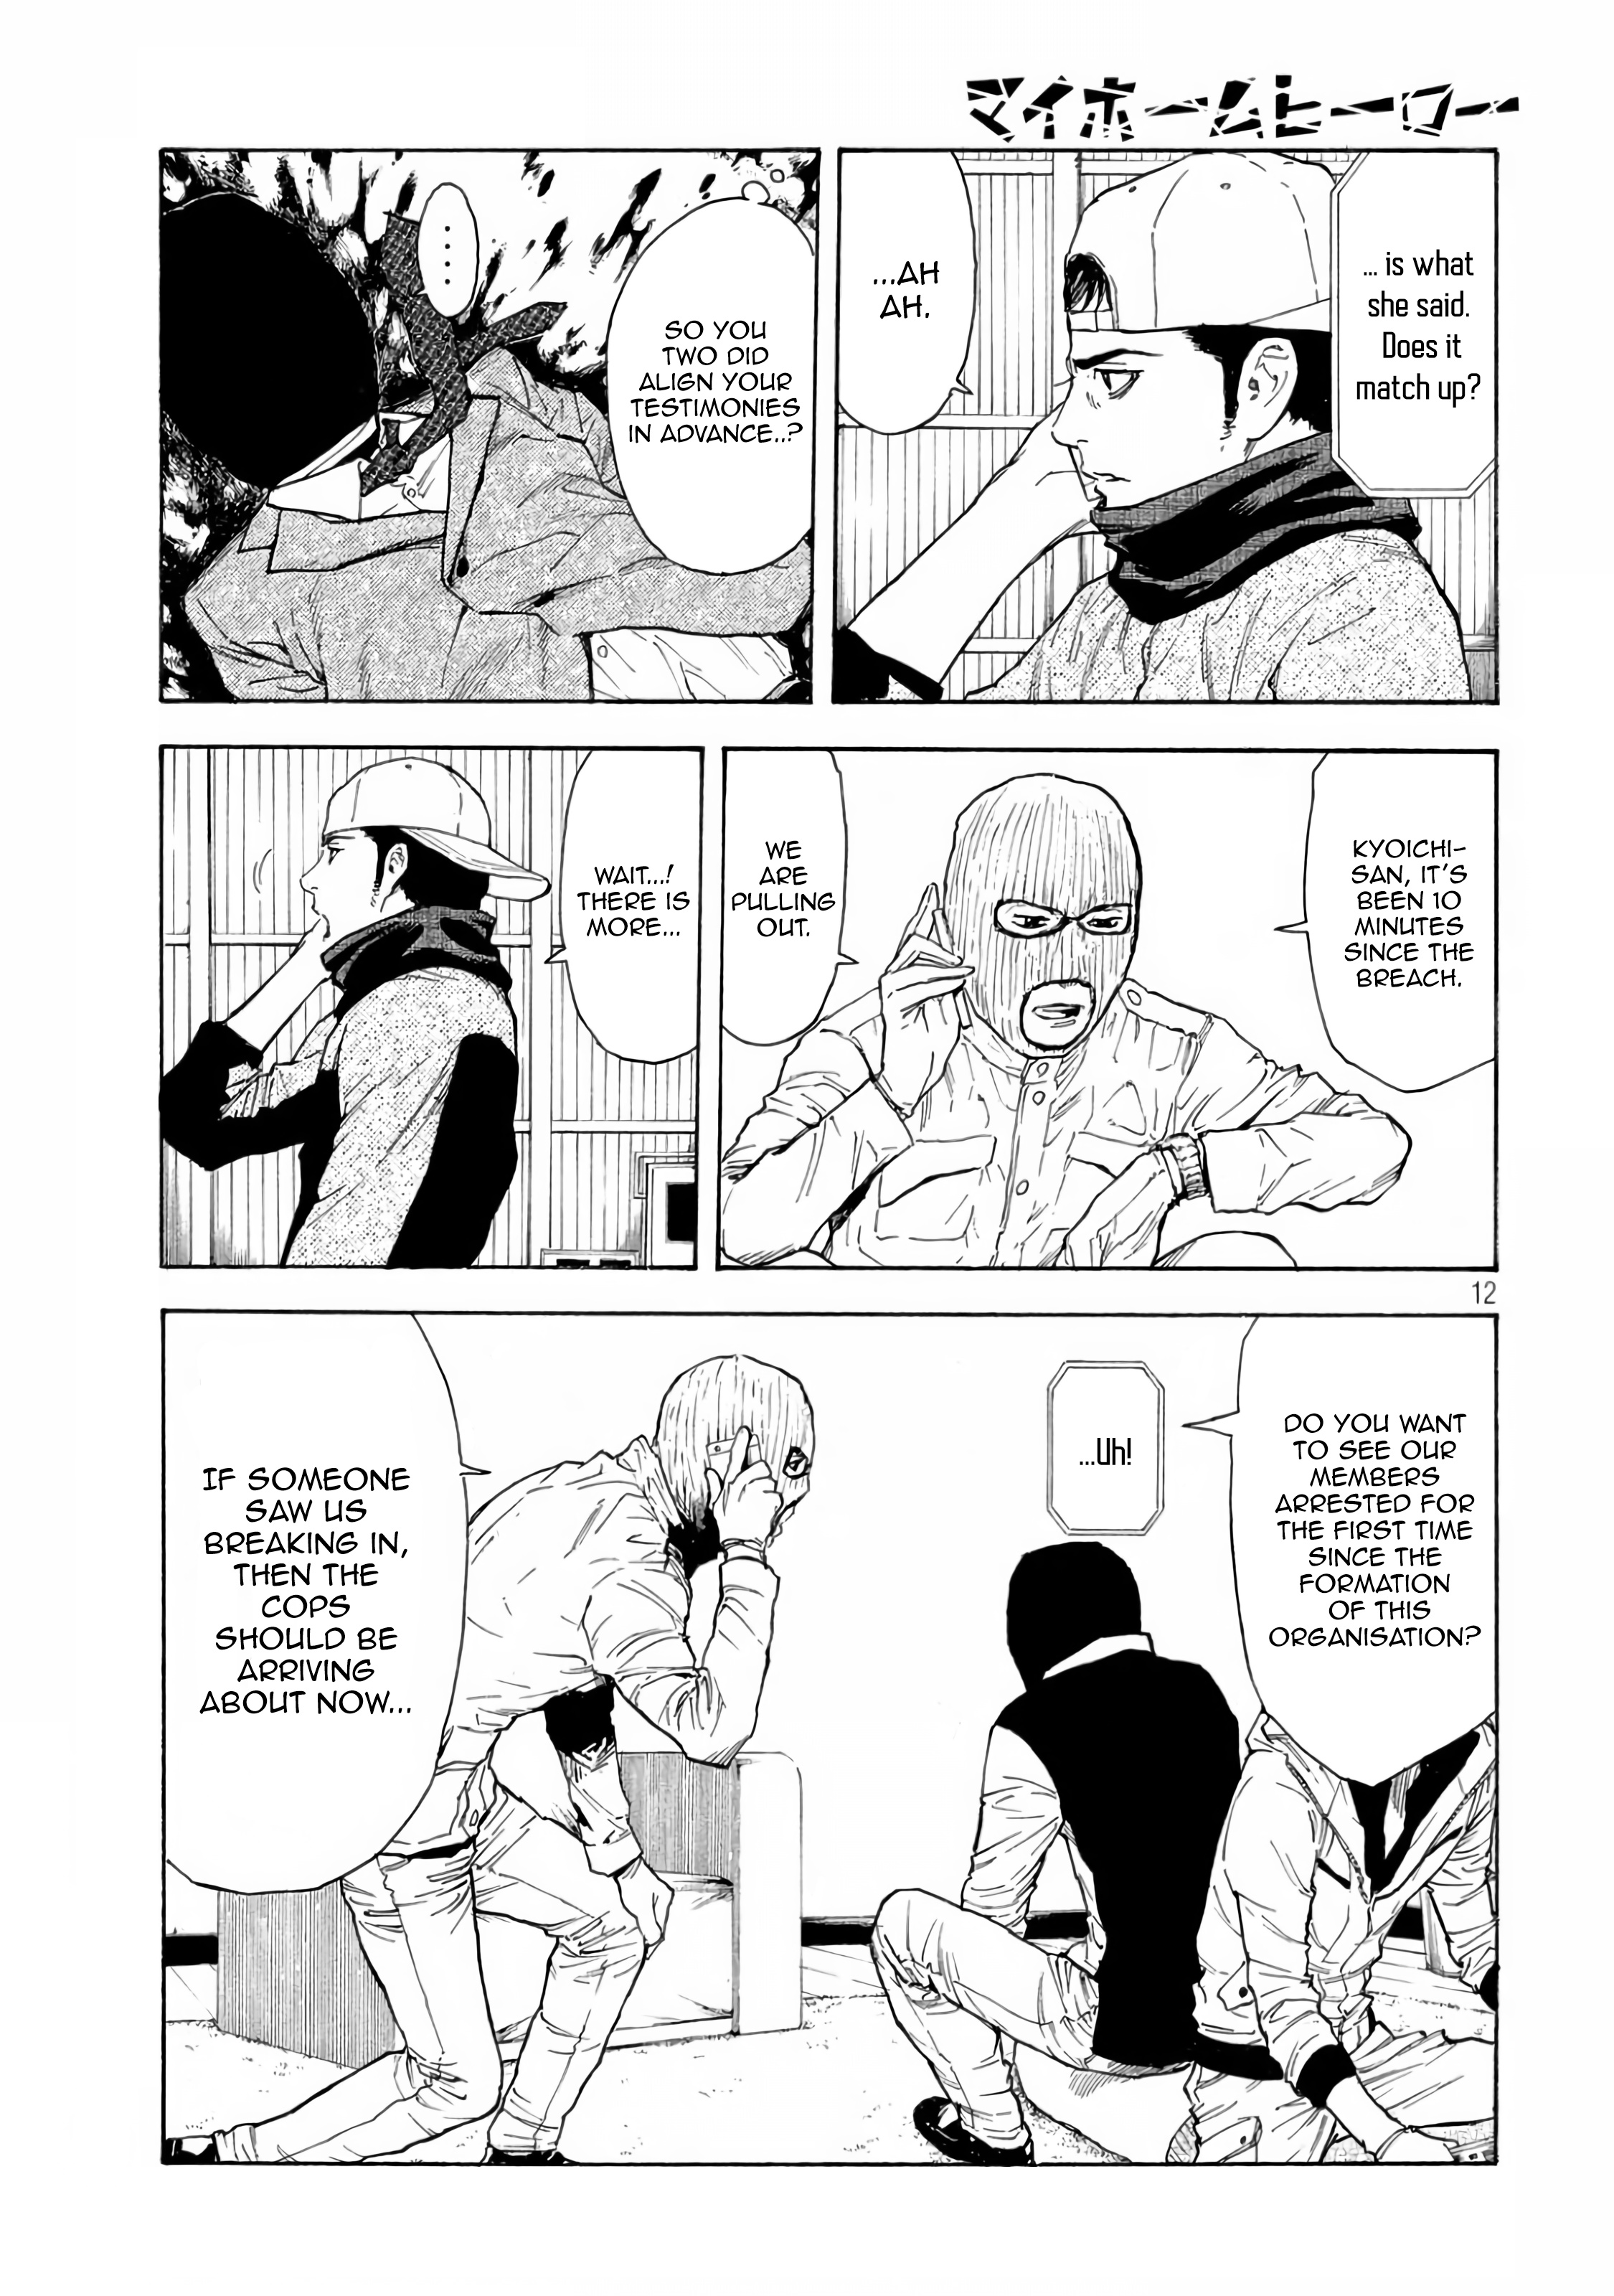 マイホームヒーロー
... is what
she said.
Does it
match up?
...AH
AH.
SO YOU
TWO DID
ALIGN YOUR
TESTIMONIES
IN ADVANCE..?
.....
KYOICHI-
SAN, IT'S
BEEN 10
MINUTES
SINCE THE
BREACH.
WE
ARE
PULLING
OUT.
WAIT...!
THERE IS
MORE...
12
DO YOU WANT
TO SEE OUR
MEMBERS
ARRESTED FOR
THE FIRST TIME
SINCE THE
FORMATION
OF THIS
ORGANISATION?
...Uh!
IF SOMEONE
SAW US
BREAKING IN,
THEN THE
COPS
SHOULD BE
ARRIVING
ABOUT NOW...